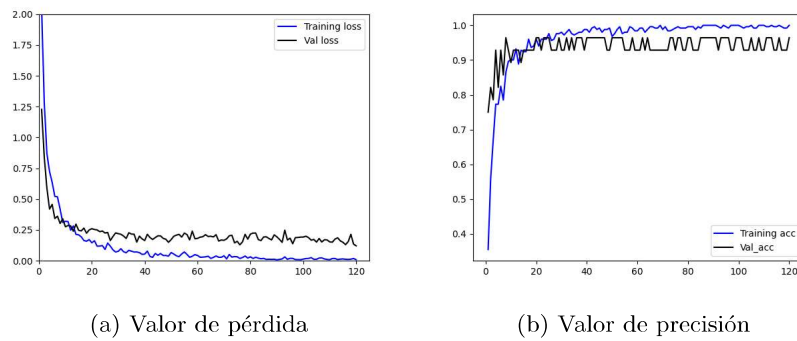 2.00
1.75
1.50
1.25
1.00
0.75
0.50
0.25
0.00
0 20 40 60 80 100 120
Training loss
Val loss
(a) Valor de pérdida
1.0
0.9
0.8
0.7
0.6
0.5
0.4
0 20 40 60 80 100 120
Training acc
Val_acc
(b) Valor de precisión